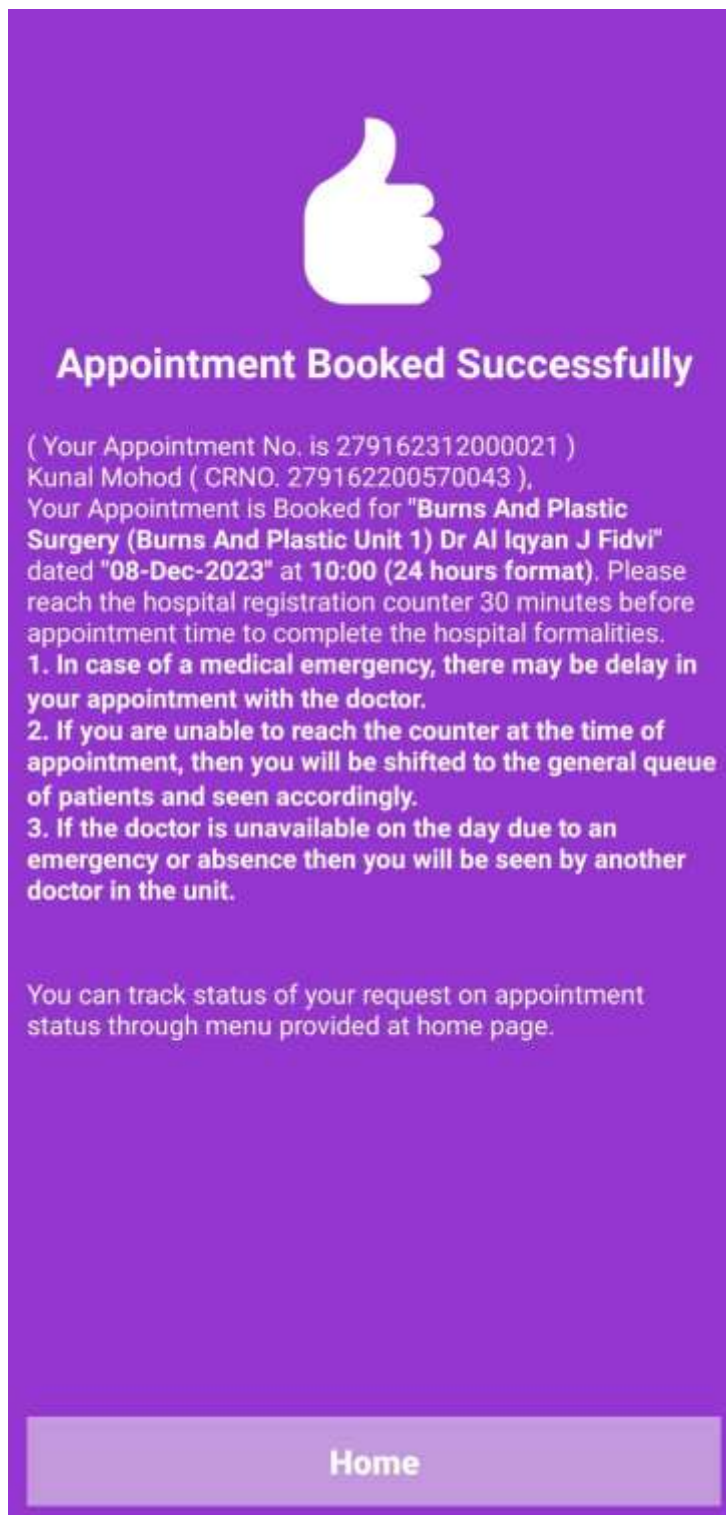 Appointment Booked Successfully
( Your Appointment No. is 279162312000021 )
Kunal Mohod ( CRNO. 279162200570043 ),
Your Appointment is Booked for "Burns And Plastic
Surgery (Burns And Plastic Unit 1) Dr Al Iqyan J Fidvi"
dated "08-Dec-2023" at 10:00 (24 hours format). Please
reach the hospital registration counter 30 minutes before
appointment time to complete the hospital formalities.
1. In case of a medical emergency, there may be delay in
your appointment with the doctor.
2. If you are unable to reach the counter at the time of
appointment, then you will be shifted to the general queue
of patients and seen accordingly.
3. If the doctor is unavailable on the day due to an
emergency or absence then you will be seen by another
doctor in the unit.
You can track status of your request on appointment
status through menu provided at home page.
Home